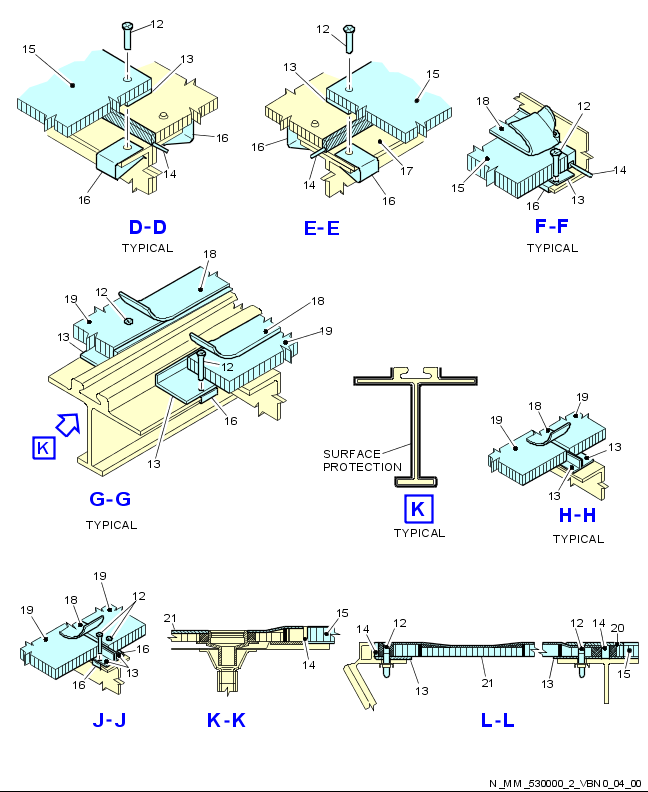 12
15
13
16
14
16
D-D
TYPICAL
12
13
15
16
14
17
16
E-E
18
12
15
14
13
16
F-F
TYPICAL
18
12
19
13
18
19
12
16
13
K
G-G
TYPICAL
SURFACE
PROTECTION
K
TYPICAL
19
18
19
13
13
H-H
TYPICAL
19
18
12
19
16
13
16
J-J
21
15
14
K-K
14
12
12
14
20
13
21
13
15
L-L
N_MM_530000_2_VBN0_04_00